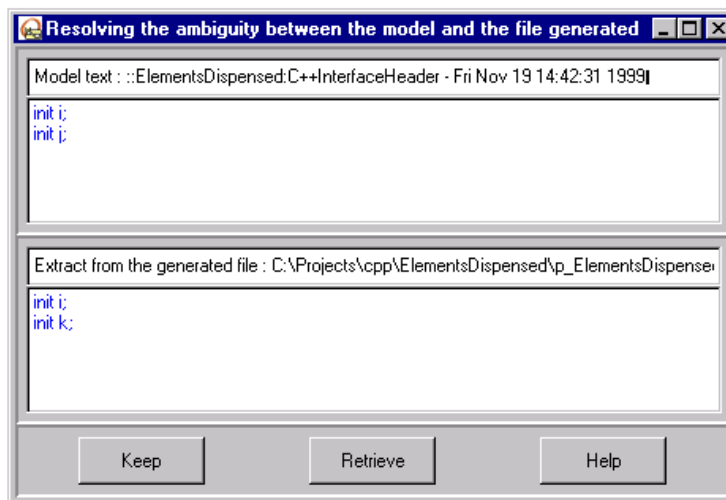 Resolving the ambiguity between the model and the file generated
Model text : ::ElementsDispensed:C++InterfaceHeader - Fri Nov 19 14:42:31 1999
init i;
init j;
Extract from the generated file : C:\Projects\cpp\ElementsDispensed\p_ElementsDispense
init i;
init k;
Keep
Retrieve
Help